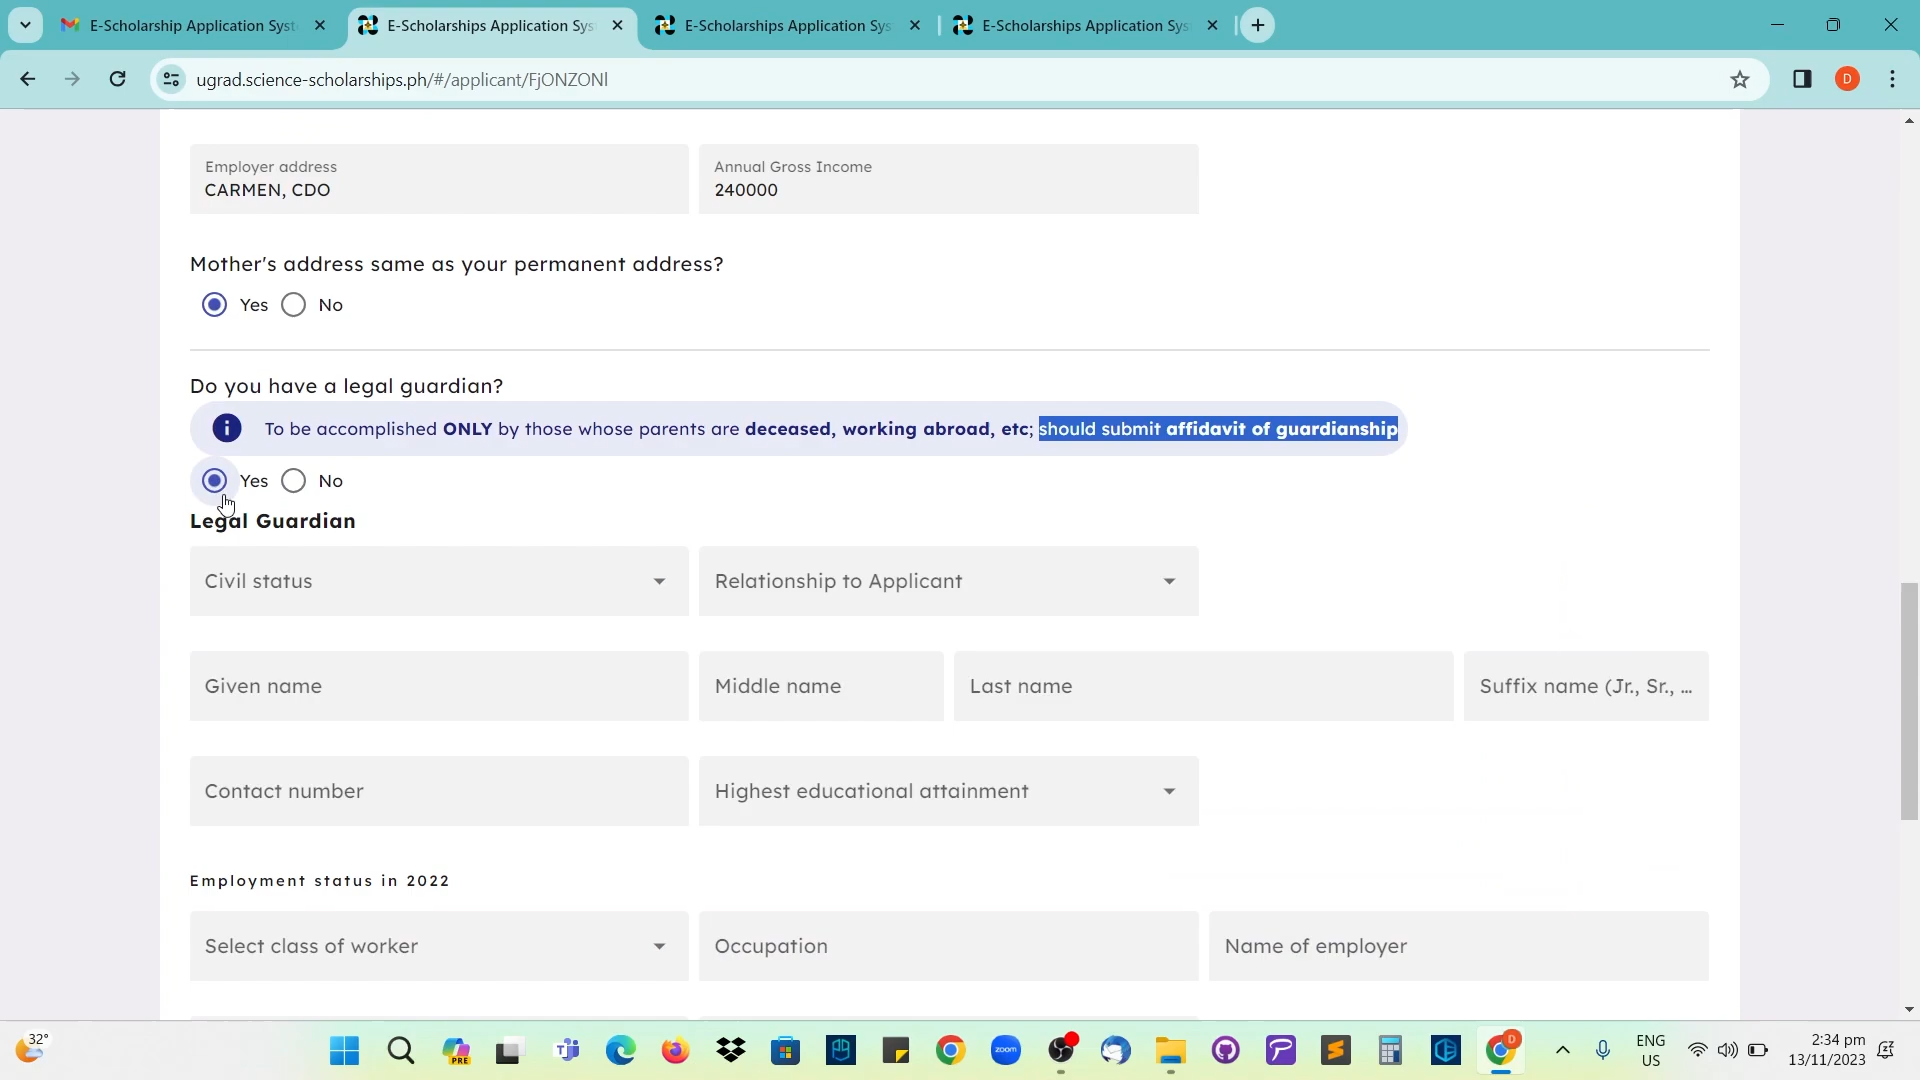 E-Scholarship Application Syst
E-Scholarships Application Sys
E-Scholarships Application Sys
E-Scholarships Application Sys
ugrad.science-scholarships.ph/#/applicant/FjONZONl
D
Employer address
CARMEN, CDO
Annual Gross Income
240000
Mother's address same as your permanent address?
Yes No
Do you have a legal guardian?
To be accomplished ONLY by those whose parents are deceased, working abroad, etc; should submit affidavit of guardianship
Yes No
Legal Guardian
Civil status
Relationship to Applicant
Given name
Middle name
Last name
Suffix name (Jr., Sr., ...
Contact number
Highest educational attainment
Employment status in 2022
Select class of worker
Occupation
Name of employer
32°
PRE
zoom
D
ENG
US
2:34 pm
13/11/2023